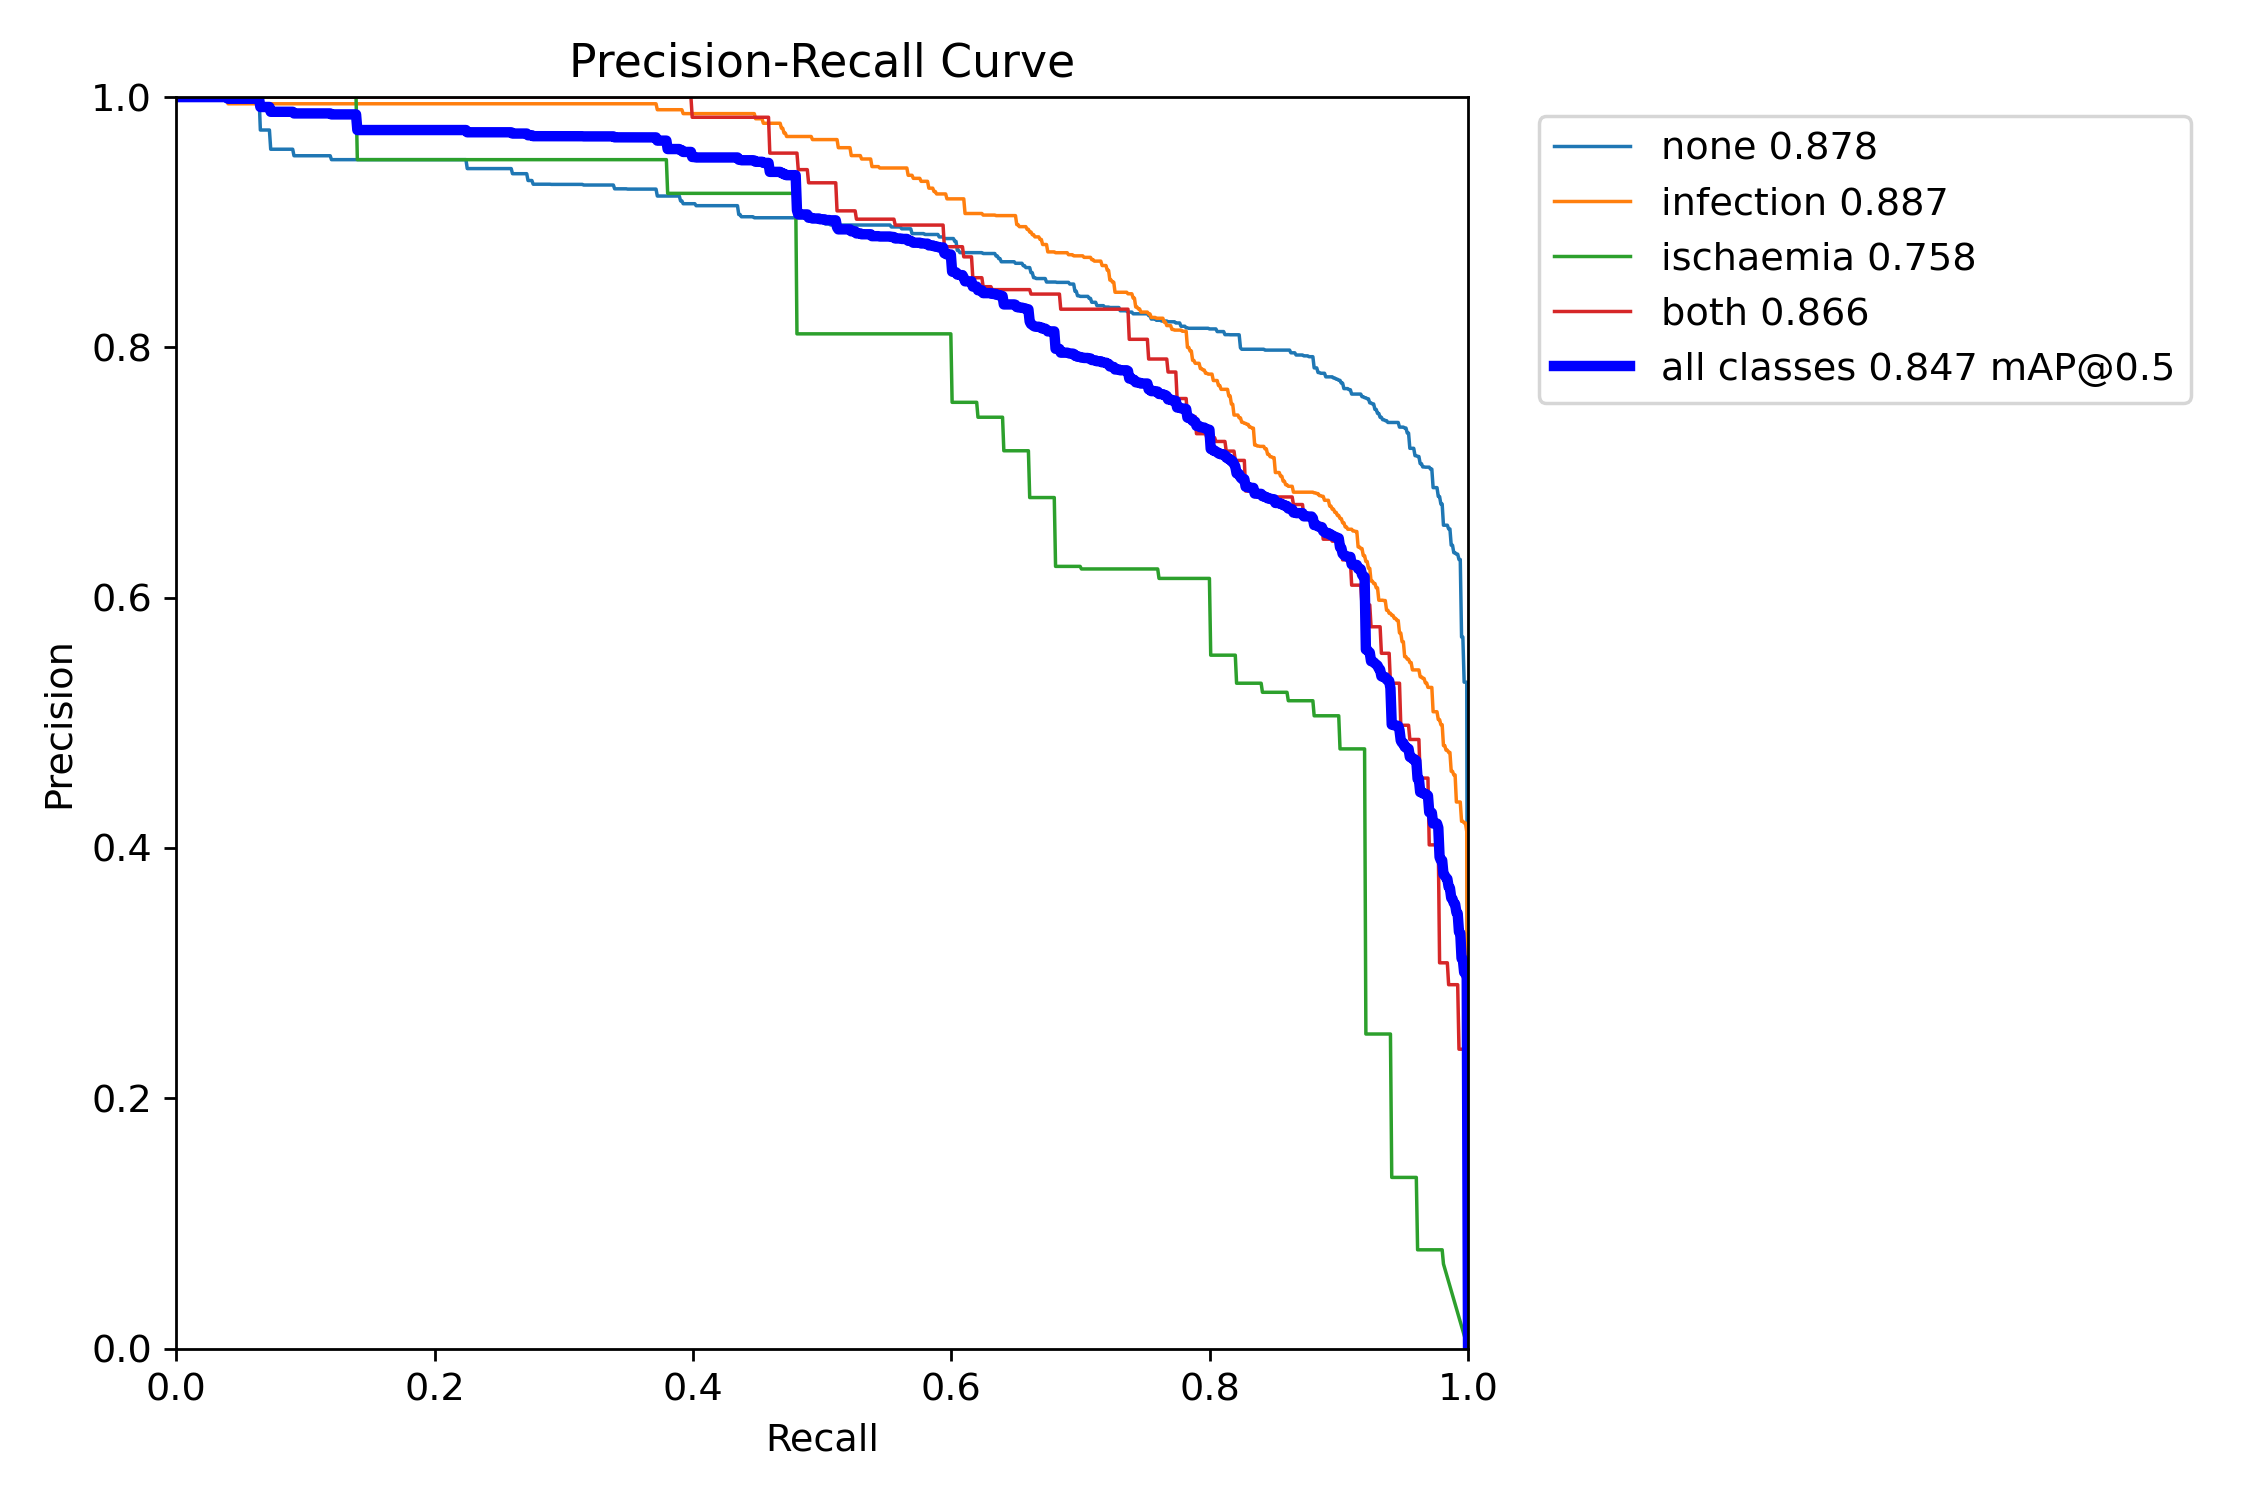 Precision-Recall Curve
1.0
0.8
0.6
0.4
0.2
0.0
Precision
0.0 0.2 0.4 0.6 0.8 1.0
Recall
none 0.878
infection 0.887
ischaemia 0.758
both 0.866
all classes 0.847 mAP@0.5